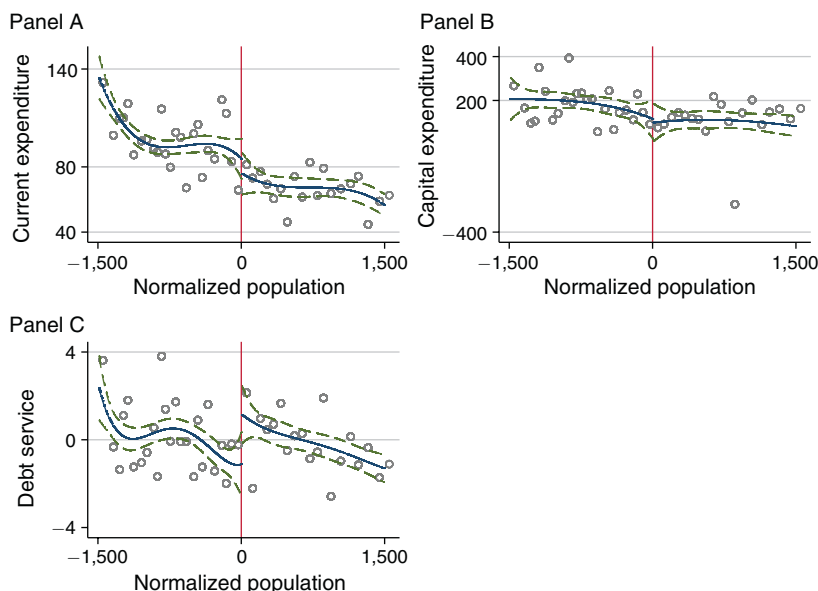 Panel A
Current expenditure
140
80
40
−1,500 0 1,500
Normalized population
Panel B
Capital expenditure
400
200
−400
−1,500 0 1,500
Normalized population
Panel C
Debt service
4
0
−4
−1,500 0 1,500
Normalized population